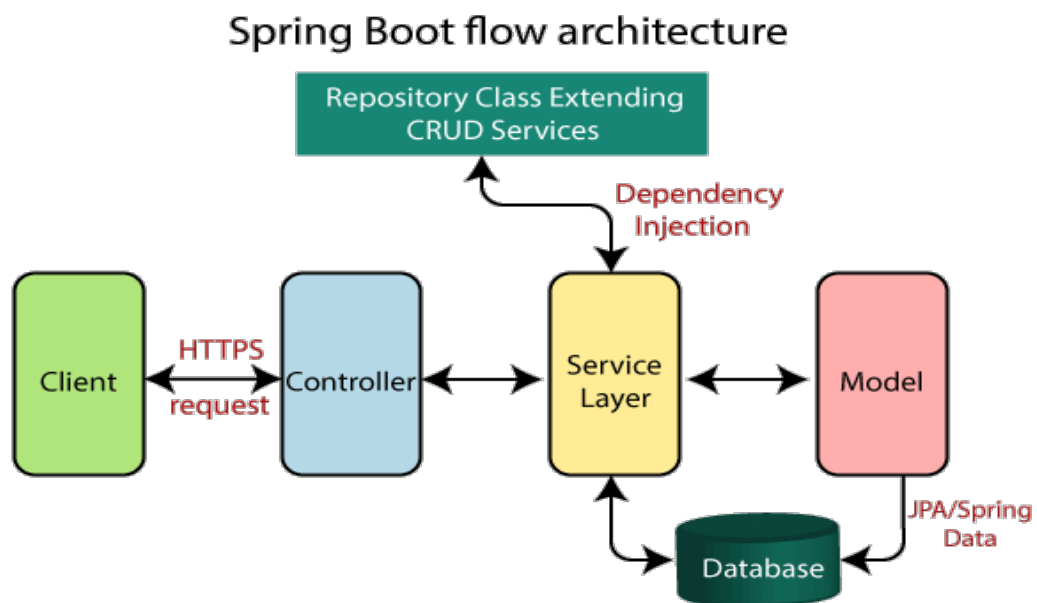 Spring Boot flow architecture
Repository Class Extending
CRUD Services
Dependency
Injection
Client
HTTPS
request
Controller
Service
Layer
Model
JPA/Spring
Data
Database